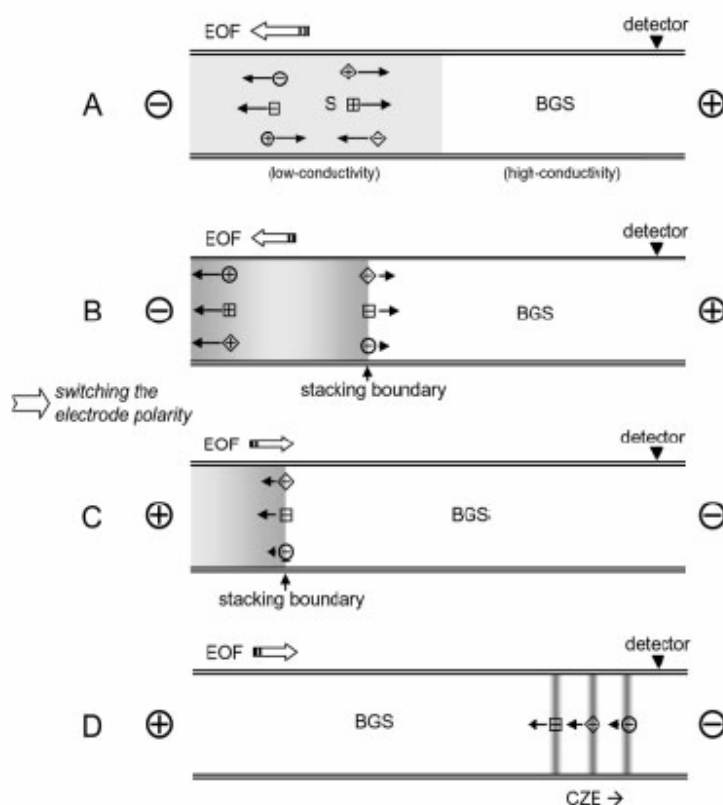 EOF
detector
A
S
BGS
(low-conductivity)
(high-conductivity)
EOF
detector
B
BGS
stacking boundary
switching the
electrode polarity
EOF
detector
C
BGS
stacking boundary
EOF
detector
D
BGS
CZE →